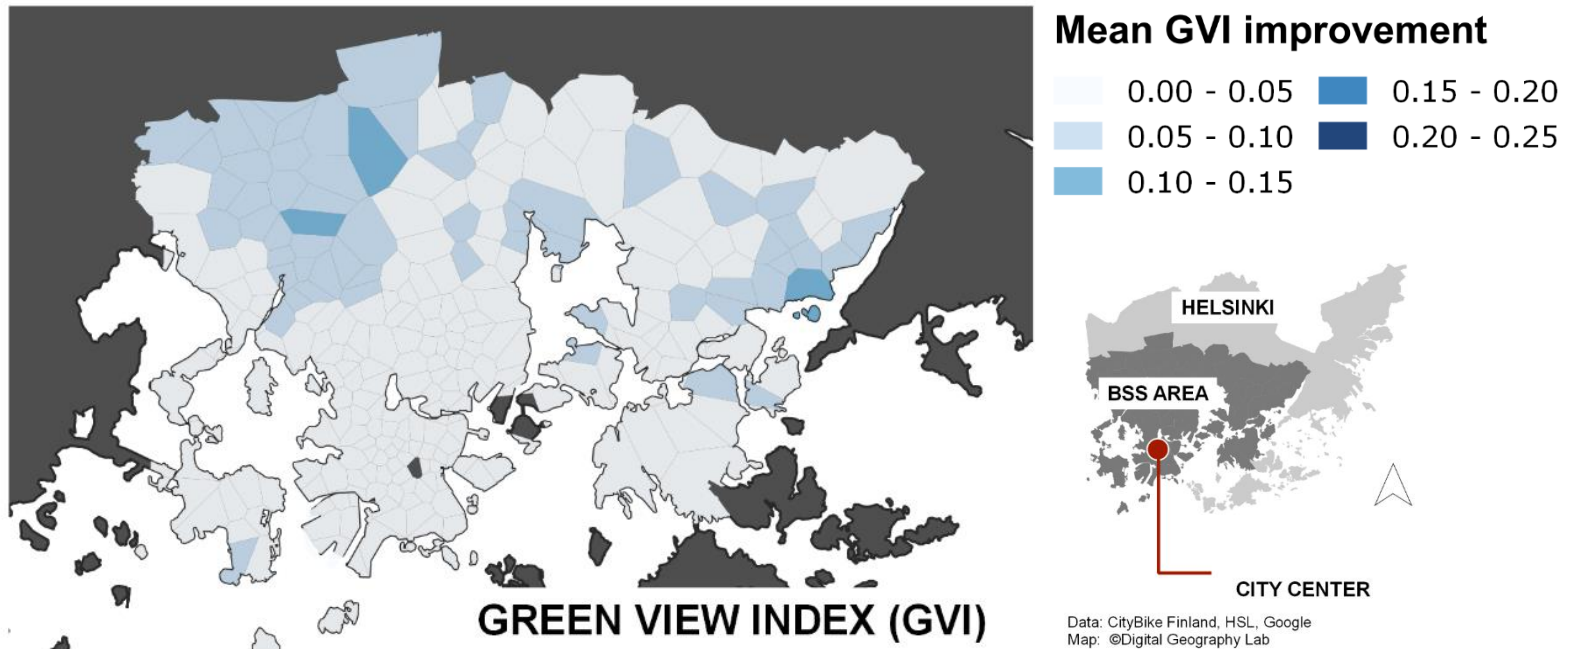 Mean GVI improvement
0.00 - 0.05
0.15 - 0.20
0.05 - 0.10
0.20 - 0.25
0.10 - 0.15
HELSINKI
BSS AREA
CITY CENTER
GREEN VIEW INDEX (GVI)
Data: CityBike Finland, HSL, Google
Map: ©Digital Geography Lab